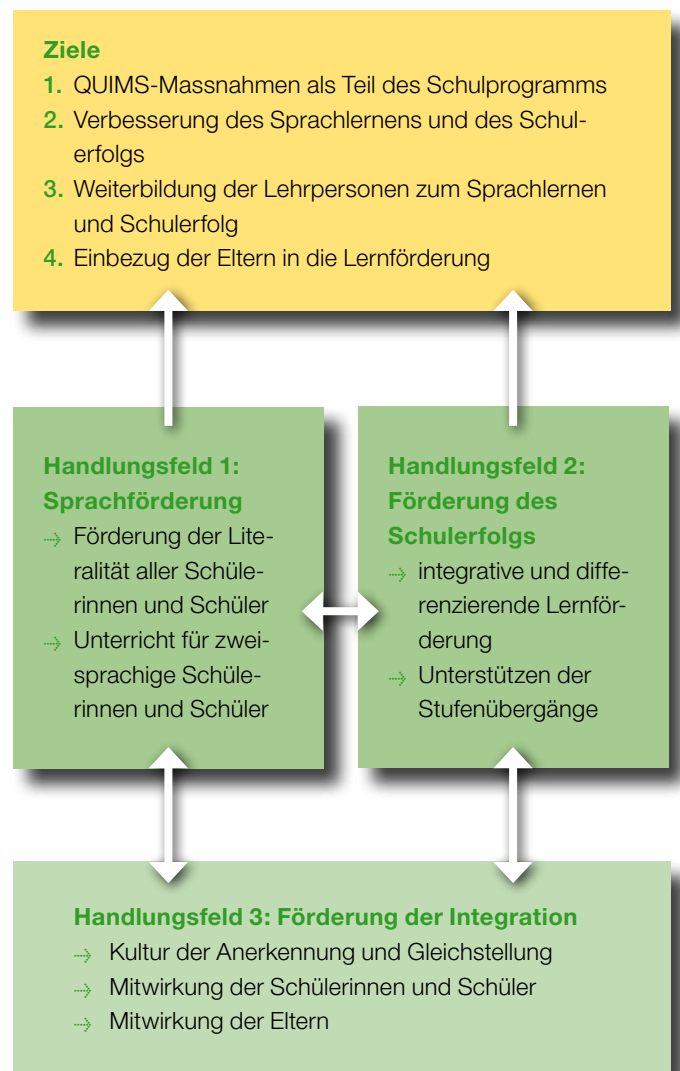 Ziele
1. QUIMS-Massnahmen als Teil des Schulprogramms
2. Verbesserung des Sprachlernens und des Schul-
erfolgs
3. Weiterbildung der Lehrpersonen zum Sprachlernen
und Schulerfolg
4. Einbezug der Eltern in die Lernförderung
Handlungsfeld 1:
Sprachförderung
→ Förderung der Lite-
ralität aller Schüle-
rinnen und Schüler
→ Unterricht für zwei-
sprachige Schüle-
rinnen und Schüler
Handlungsfeld 2:
Förderung des
Schulerfolgs
→ integrative und diffe-
renzierende Lernför-
derung
→ Unterstützen der
Stufenübergänge
Handlungsfeld 3: Förderung der Integration
→ Kultur der Anerkennung und Gleichstellung
→ Mitwirkung der Schülerinnen und Schüler
→ Mitwirkung der Eltern